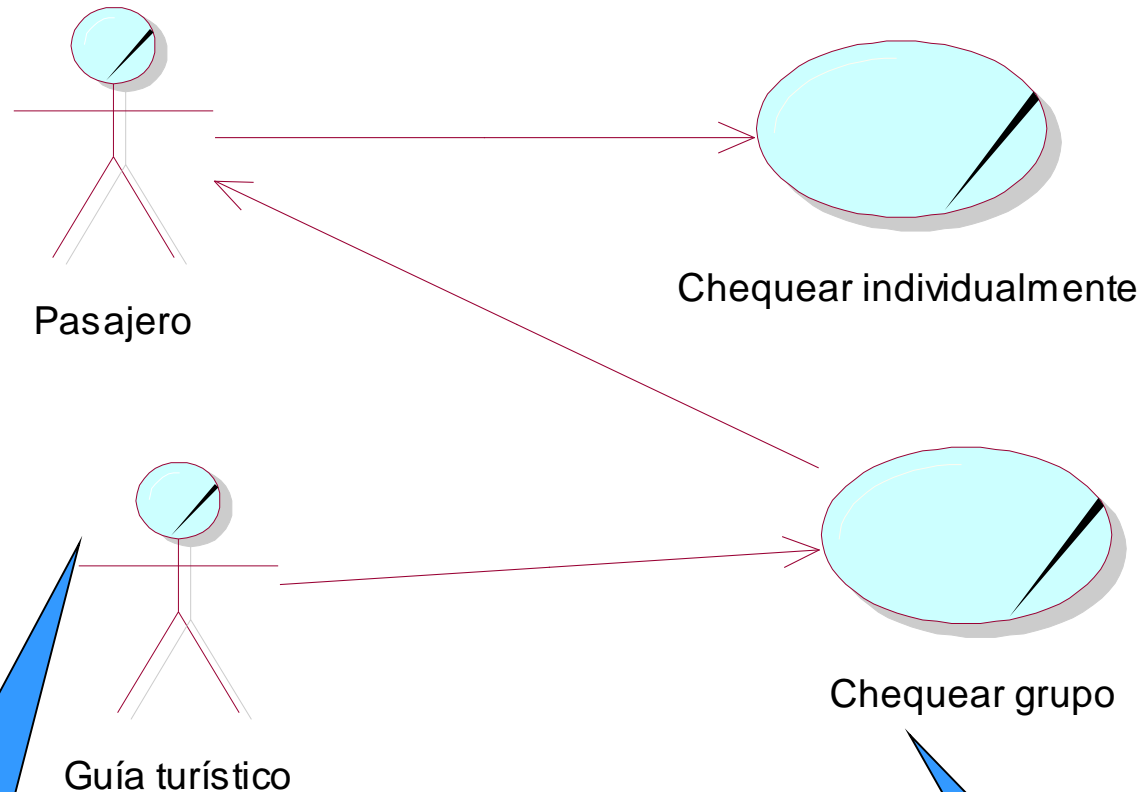 Chequear individualmente
Pasajero
Chequear grupo
Guía turístico